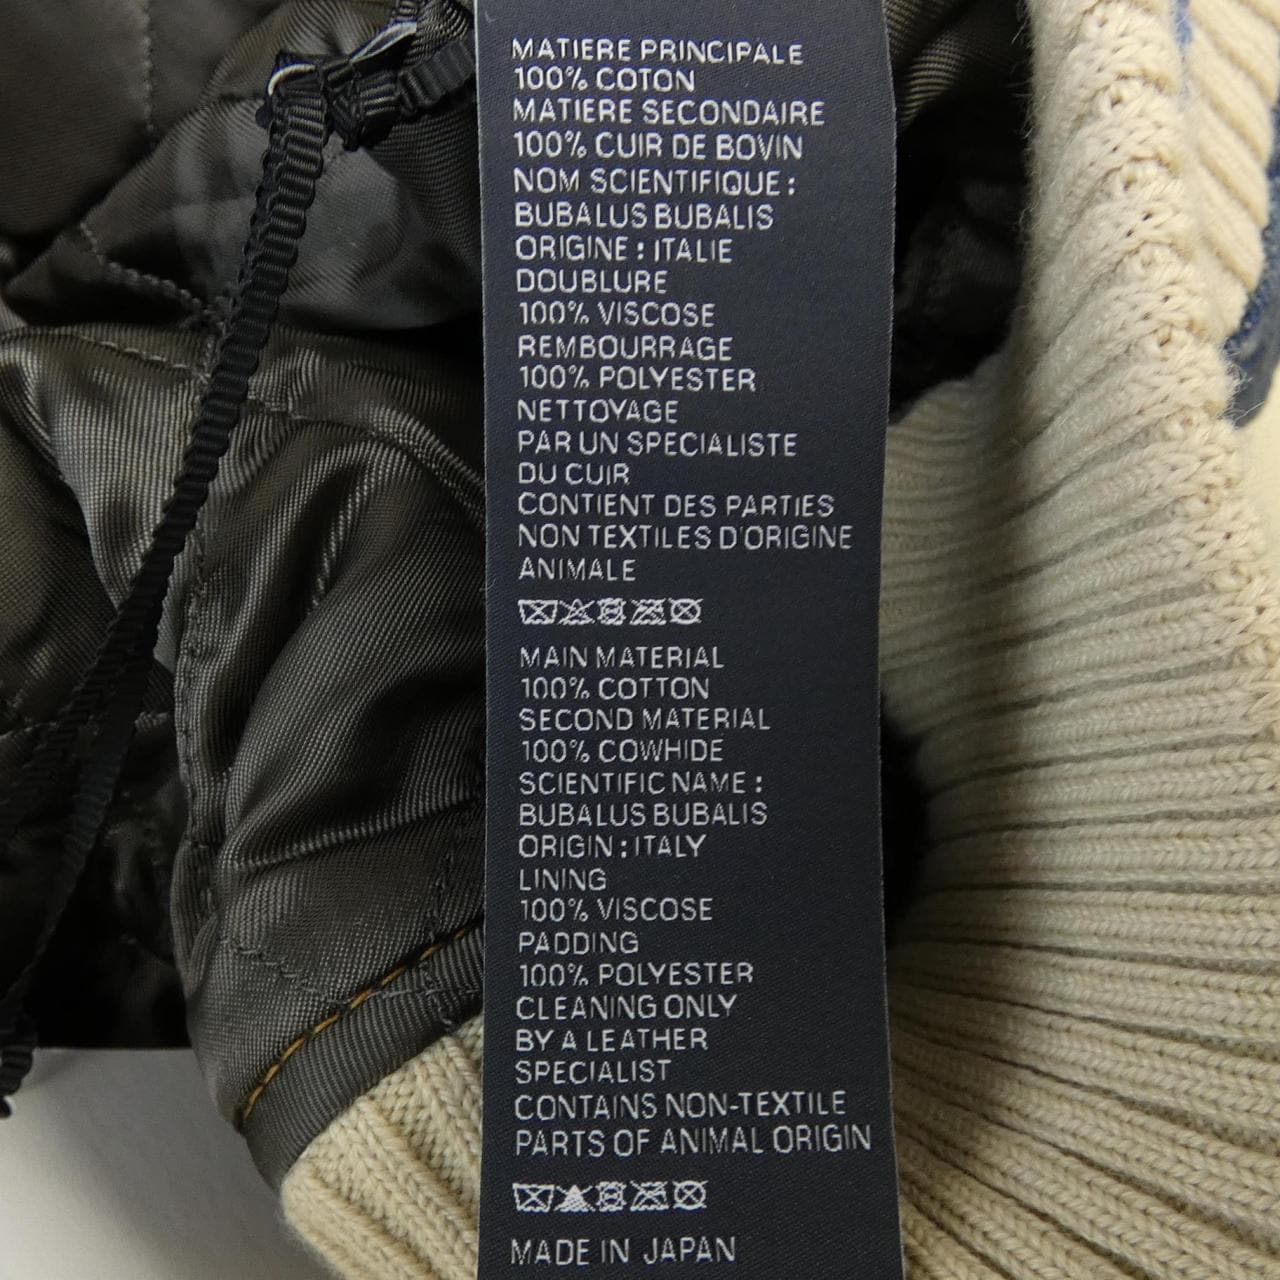 MATIERE PRINCIPALE
100% COTON
MATIERE SECONDAIRE
100% CUIR DE BOVIN
NOM SCIENTIFIQUE :
BUBALUS BUBALIS
ORIGINE : ITALIE
DOUBLURE
100% VISCOSE
REMBOURRAGE
100% POLYESTER
NETTOYAGE
PAR UN SPECIALISTE
DU CUIR
CONTIENT DES PARTIES
NON TEXTILES D'ORIGINE
ANIMALE
MAIN MATERIAL
100% COTTON
SECOND MATERIAL
100% COWHIDE
SCIENTIFIC NAME :
BUBALUS BUBALIS
ORIGIN : ITALY
LINING
100% VISCOSE
PADDING
100% POLYESTER
CLEANING ONLY
BY A LEATHER
SPECIALIST
CONTAINS NON-TEXTILE
PARTS OF ANIMAL ORIGIN
MADE IN JAPAN